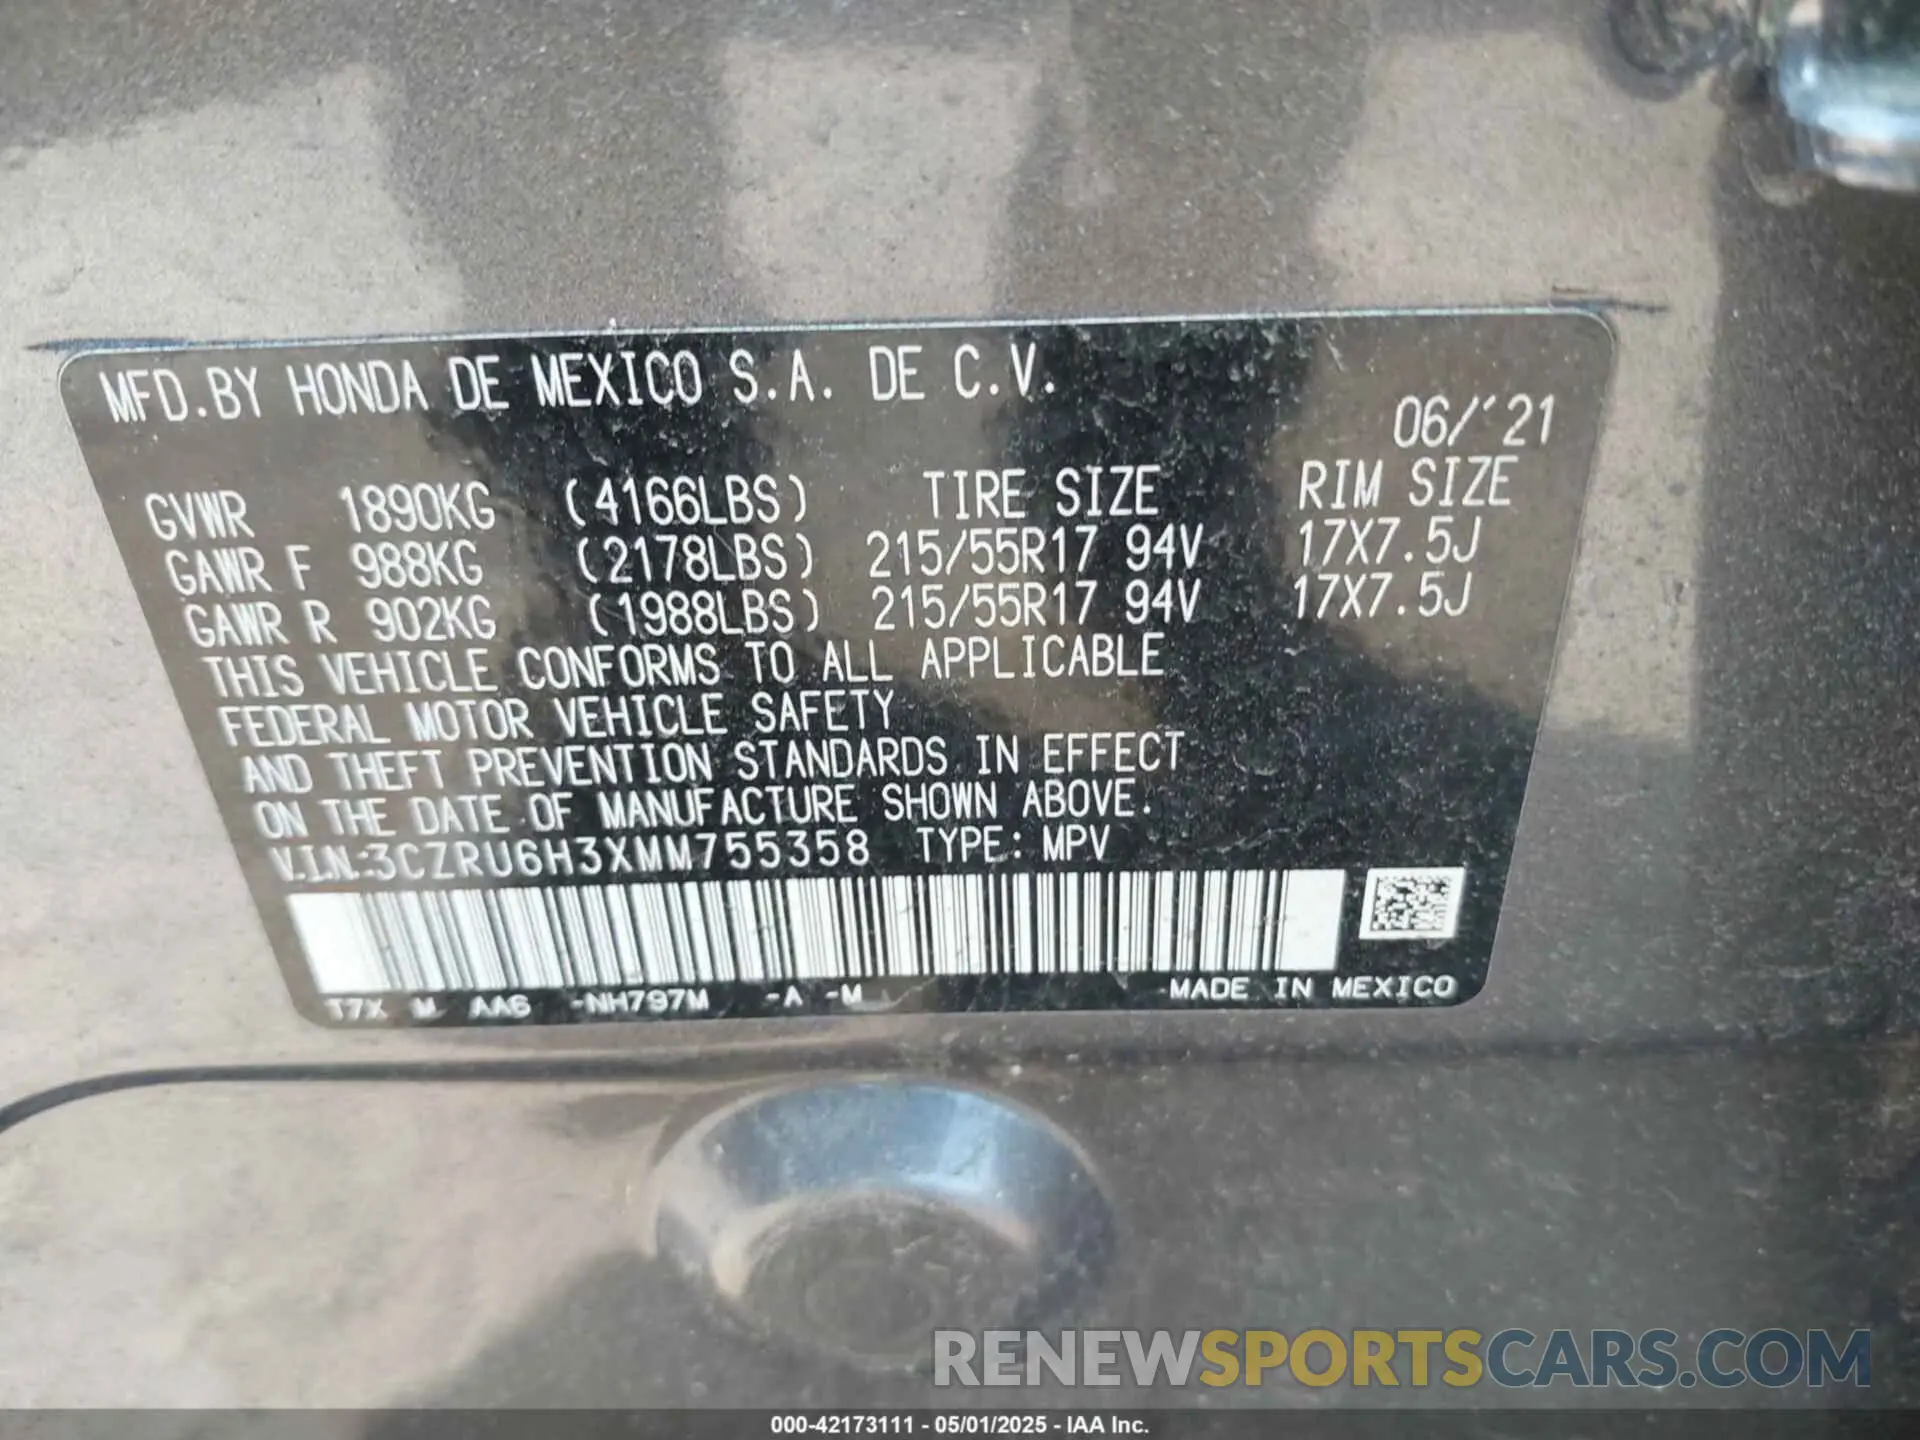 MFD.BY HONDA DE MEXICO S.A. DE C.V.
06/'21
GVWR 1890KG (4166LBS) TIRE SIZE RIM SIZE
GAWR F 988KG (2178LBS) 215/55R17 94V 17X7.5J
GAWR R 902KG (1988LBS) 215/55R17 94V 17X7.5J
THIS VEHICLE CONFORMS TO ALL APPLICABLE
FEDERAL MOTOR VEHICLE SAFETY
AND THEFT PREVENTION STANDARDS IN EFFECT
ON THE DATE OF MANUFACTURE SHOWN ABOVE.
V.I.N.:3CZRU6H3XMM755358 TYPE: MPV
T7X M AA6 -NH797M -A -M MADE IN MEXICO
RENEWSPORTSCARS.COM
000-42173111 - 05/01/2025 - IAA Inc.